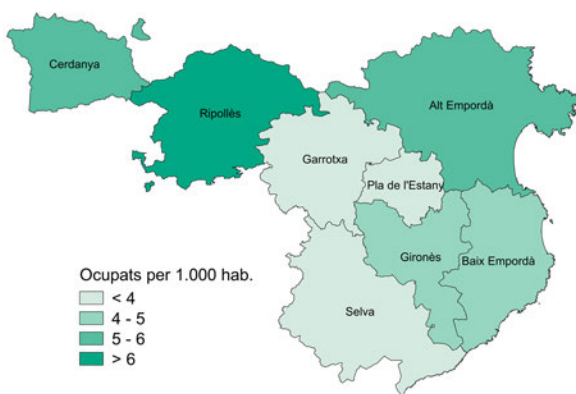 Cerdanya
Ripollès
Alt Empordà
Garrotxa
Pla de l'Estany
Gironès
Baix Empordà
Selva
Ocupats per 1.000 hab.
< 4
4 - 5
5 - 6
> 6